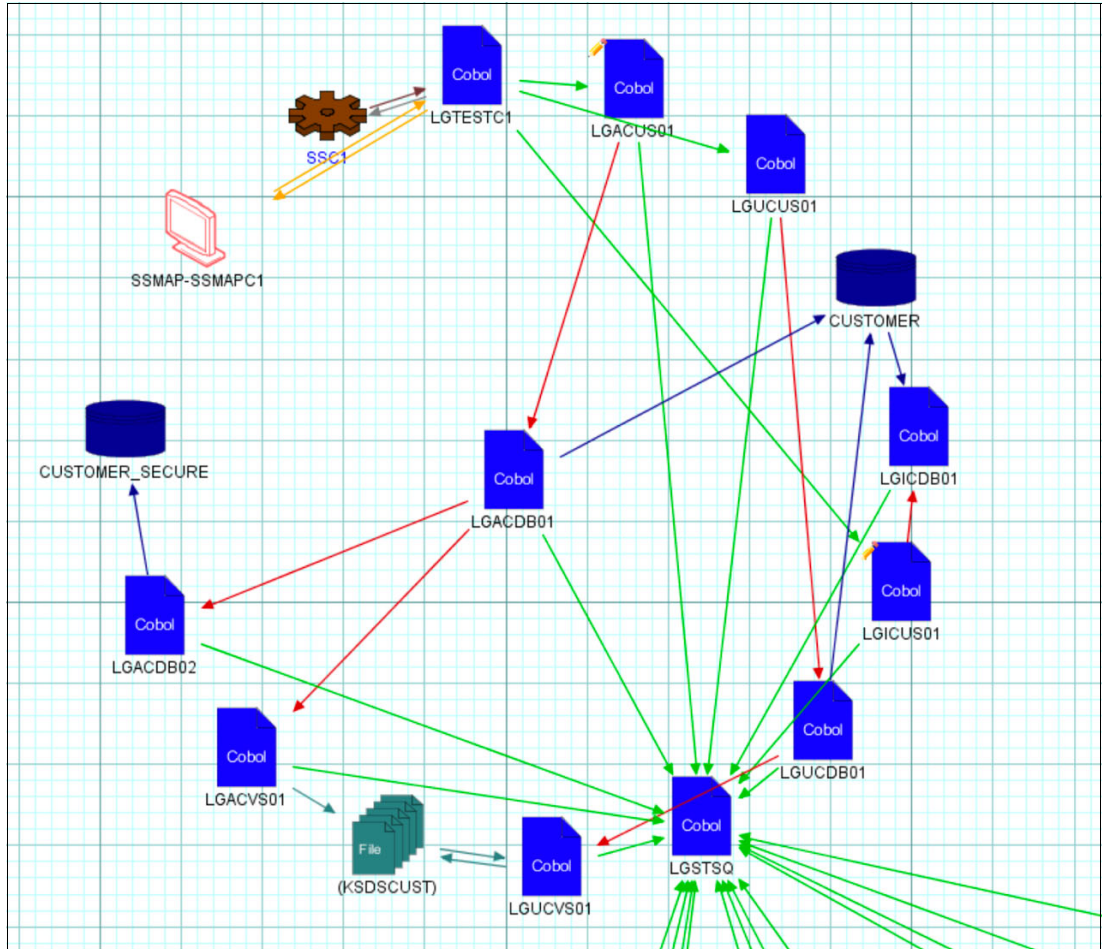 Cobol
LGTESTC1
Cobol
LGACUS01
SSC1
Cobol
LGUCUS01
SSMAP-SSMAPC1
CUSTOMER
Cobol
LGICDB01
CUSTOMER_SECURE
Cobol
LGACDB01
Cobol
LGICUS01
Cobol
LGACDB02
Cobol
LGUCDB01
Cobol
LGACVS01
Cobol
LGSTSQ
File
(KSDSCUST)
Cobol
LGUCVS01